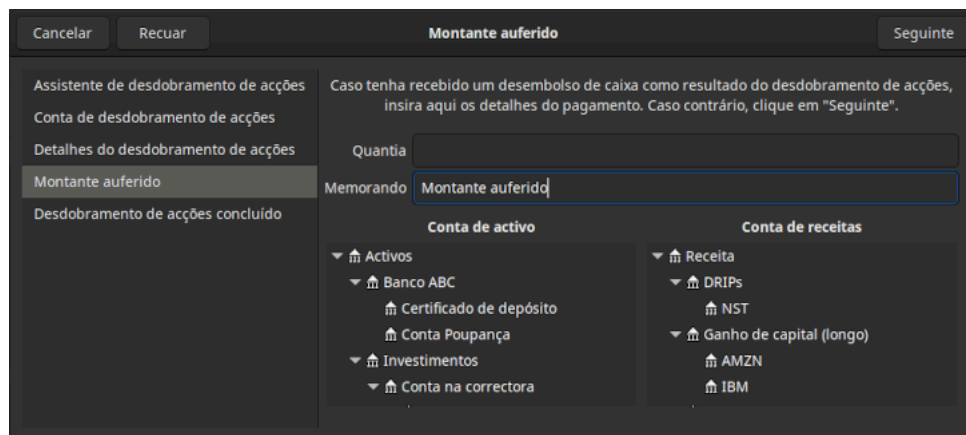 Cancelar
Recuar
Montante auferido
Seguinte
Assistente de desdobramento de acções
Conta de desdobramento de acções
Detalhes do desdobramento de acções
Montante auferido
Desdobramento de acções concluído
Caso tenha recebido um desembolso de caixa como resultado do desdobramento de acções,
insira aqui os detalhes do pagamento. Caso contrário, clique em "Seguinte".
Quantia
Memorando
Montante auferido
Conta de activo
Activos
Banco ABC
Certificado de depósito
Conta Poupança
Investimentos
Conta na correctora
Conta de receitas
Receita
DRIPs
NST
Ganho de capital (longo)
AMZN
IBM